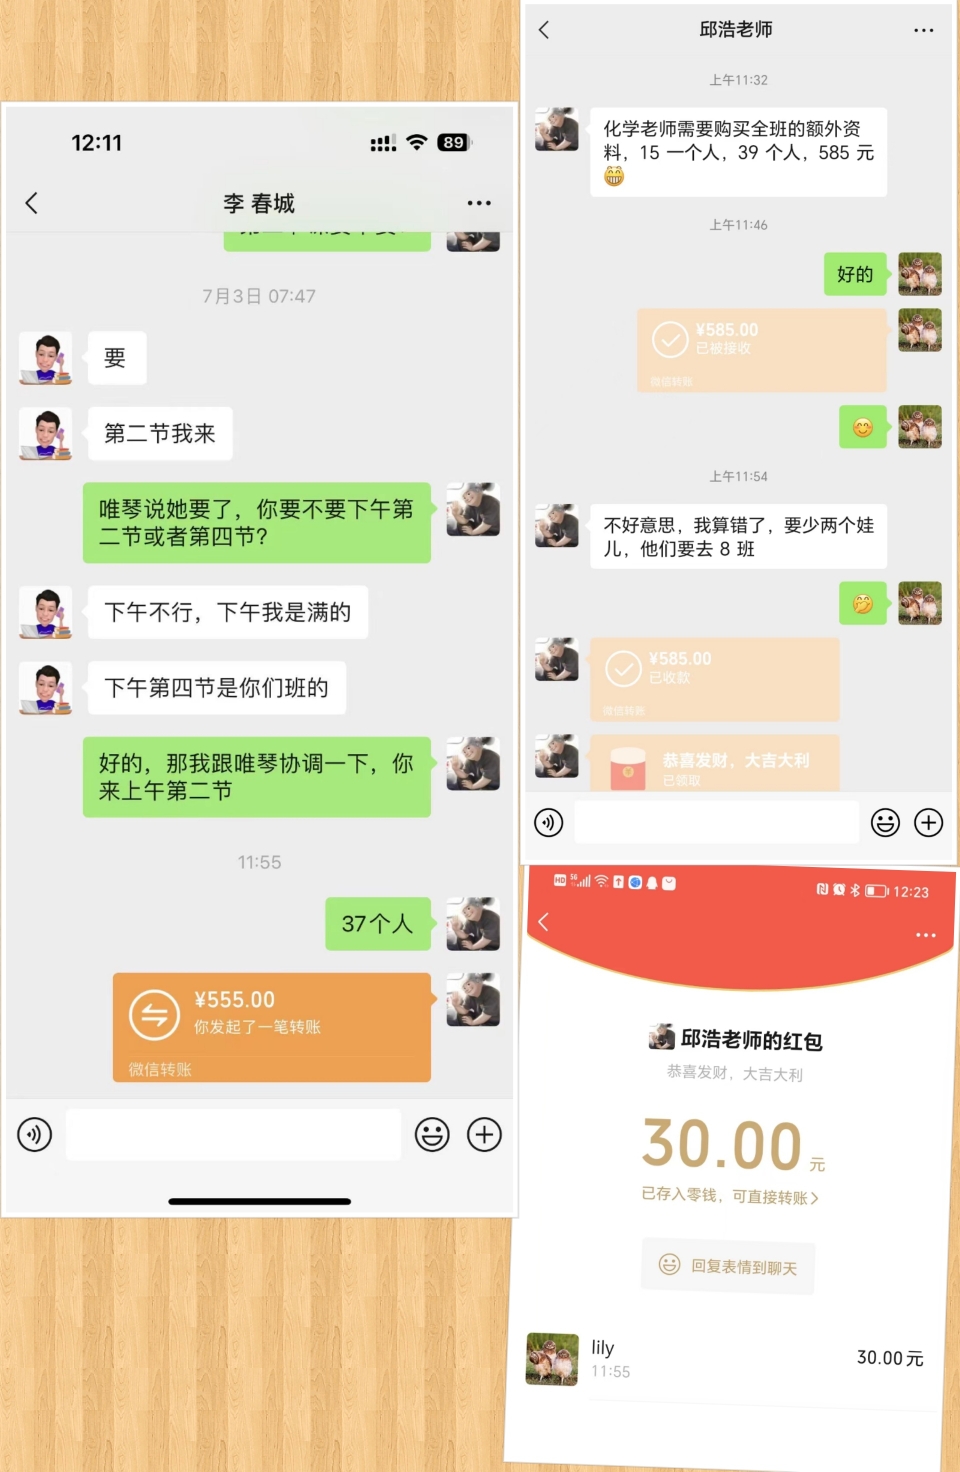 12:11
89
李 春城
7月3日 07:47
要
第二节我来
唯琴说她要了，你要不要下午第
二节或者第四节？
下午不行，下午我是满的
下午第四节是你们班的
好的，那我跟唯琴协调一下，你
来上午第二节
11:55
37个人
¥555.00
你发起了一笔转账
微信转账
邱浩老师
上午11:32
化学老师需要购买全班的额外资
料，15 一个人，39 个人，585 元
😁
上午11:46
好的
¥585.00
已被接收
微信转账
😊
上午11:54
不好意思，我算错了，要少两个娃
儿，他们要去 8 班
🤭
¥585.00
已收款
微信转账
恭喜发财，大吉大利
已领取
HD 5G
12:23
邱浩老师的红包
恭喜发财，大吉大利
30.00元
已存入零钱，可直接转账>
回复表情到聊天
lily
30.00元
11:55